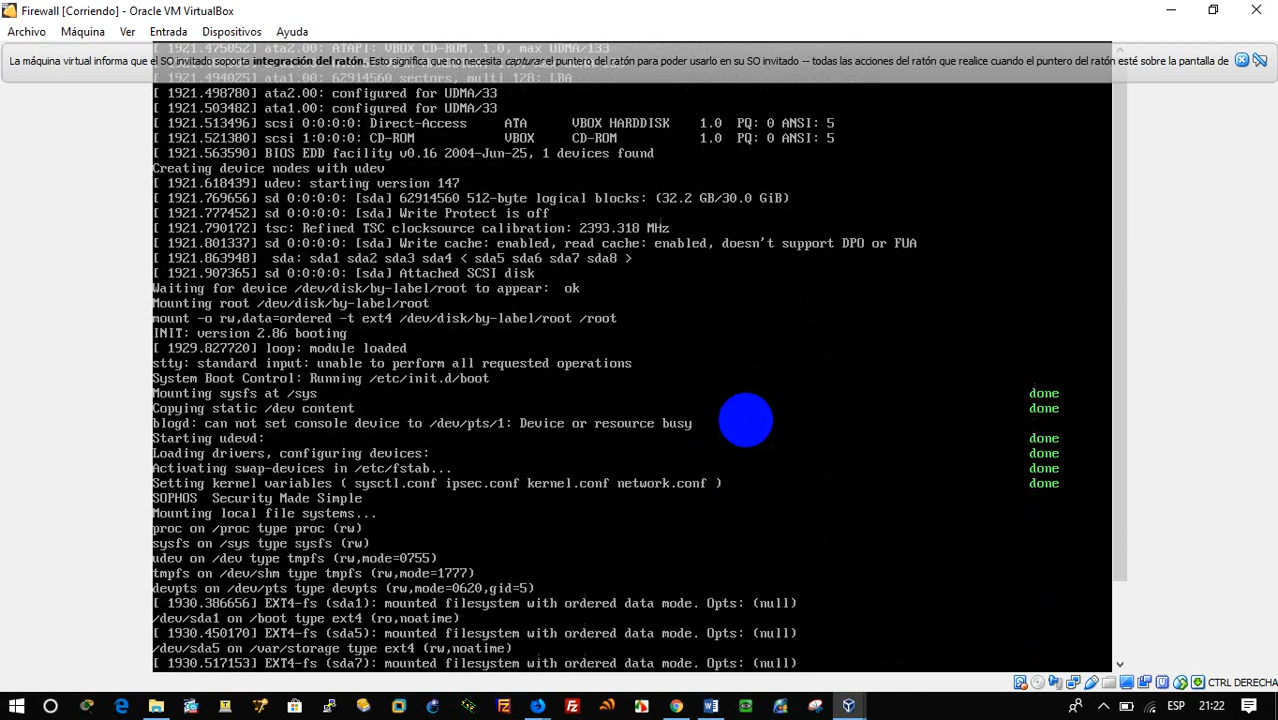 Firewall [Corriendo] - Oracle VM VirtualBox
Archivo Máquina Ver Entrada Dispositivos Ayuda
[ 1921.475052] ata2.00: ATAPI: VBOX CD-ROM, 1.0, max UDMA/133
La máquina virtual informa que el SO invitado soporta integración del ratón. Esto significa que no necesita capturar el puntero del ratón para poder usarlo en su SO invitado -- todas las acciones del ratón que realice cuando el puntero del ratón esté sobre la pantalla de
[ 1921.494025] ata1.00: 62914560 sectors, multi 128: LBA
[ 1921.498780] ata2.00: configured for UDMA/33
[ 1921.503482] ata1.00: configured for UDMA/33
[ 1921.513496] scsi 0:0:0:0: Direct-Access ATA VBOX HARDDISK 1.0 PQ: 0 ANSI: 5
[ 1921.521380] scsi 1:0:0:0: CD-ROM VBOX CD-ROM 1.0 PQ: 0 ANSI: 5
[ 1921.563590] BIOS EDD facility v0.16 2004-Jun-25, 1 devices found
Creating device nodes with udev
[ 1921.618439] udev: starting version 147
[ 1921.769656] sd 0:0:0:0: [sda] 62914560 512-byte logical blocks: (32.2 GB/30.0 GiB)
[ 1921.777452] sd 0:0:0:0: [sda] Write Protect is off
[ 1921.790172] tsc: Refined TSC clocksource calibration: 2393.318 MHz
[ 1921.801337] sd 0:0:0:0: [sda] Write cache: enabled, read cache: enabled, doesn't support DPO or FUA
[ 1921.863948] sda: sda1 sda2 sda3 sda4 < sda5 sda6 sda7 sda8 >
[ 1921.907365] sd 0:0:0:0: [sda] Attached SCSI disk
Waiting for device /dev/disk/by-label/root to appear: ok
Mounting root /dev/disk/by-label/root
mount -o rw,data=ordered -t ext4 /dev/disk/by-label/root /root
INIT: version 2.86 booting
[ 1929.827720] loop: module loaded
stty: standard input: unable to perform all requested operations
System Boot Control: Running /etc/init.d/boot
Mounting sysfs at /sys done
Copying static /dev content done
blogd: can not set console device to /dev/pts/1: Device or resource busy
Starting udevd: done
Loading drivers, configuring devices: done
Activating swap-devices in /etc/fstab... done
Setting kernel variables ( sysctl.conf ipsec.conf kernel.conf network.conf ) done
SOPHOS Security Made Simple
Mounting local file systems...
proc on /proc type proc (rw)
sysfs on /sys type sysfs (rw)
udev on /dev type tmpfs (rw,mode=0755)
tmpfs on /dev/shm type tmpfs (rw,mode=1777)
devpts on /dev/pts type devpts (rw,mode=0620,gid=5)
[ 1930.386656] EXT4-fs (sda1): mounted filesystem with ordered data mode. Opts: (null)
/dev/sda1 on /boot type ext4 (ro,noatime)
[ 1930.450170] EXT4-fs (sda5): mounted filesystem with ordered data mode. Opts: (null)
/dev/sda5 on /var/storage type ext4 (rw,noatime)
[ 1930.517153] EXT4-fs (sda7): mounted filesystem with ordered data mode. Opts: (null)
CTRL DERECHA
ESP 21:22